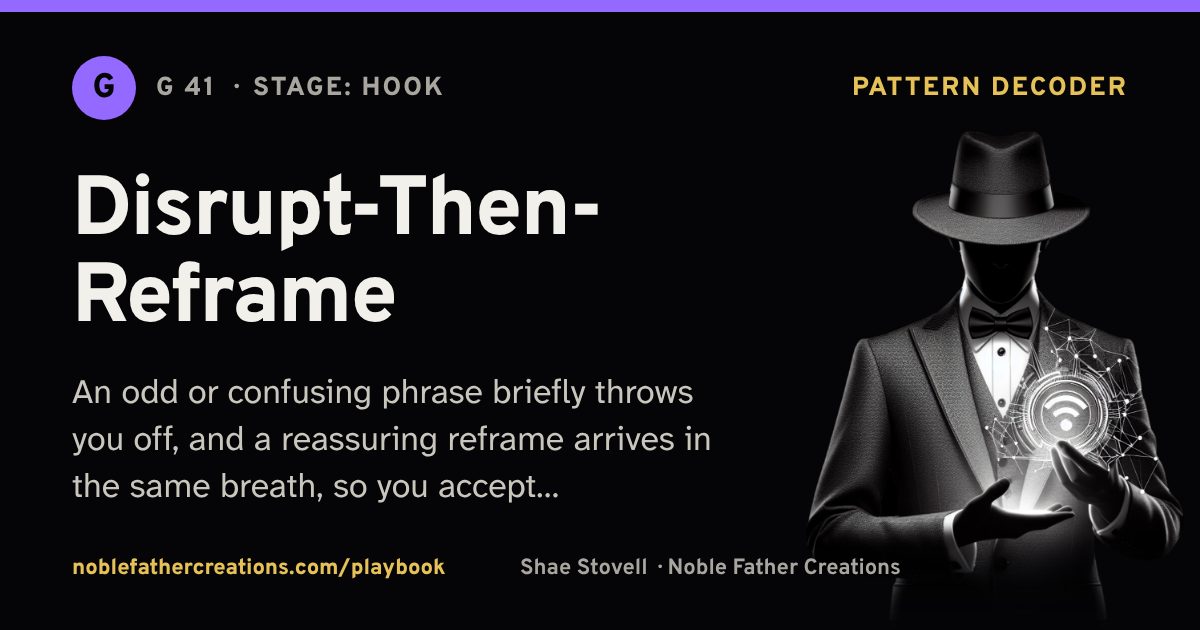 G
G 41 · STAGE: HOOK
PATTERN DECODER
Disrupt-Then-
Reframe
An odd or confusing phrase briefly throws
you off, and a reassuring reframe arrives in
the same breath, so you accept...
noblefathercreations.com/playbook
Shae Stovell · Noble Father Creations